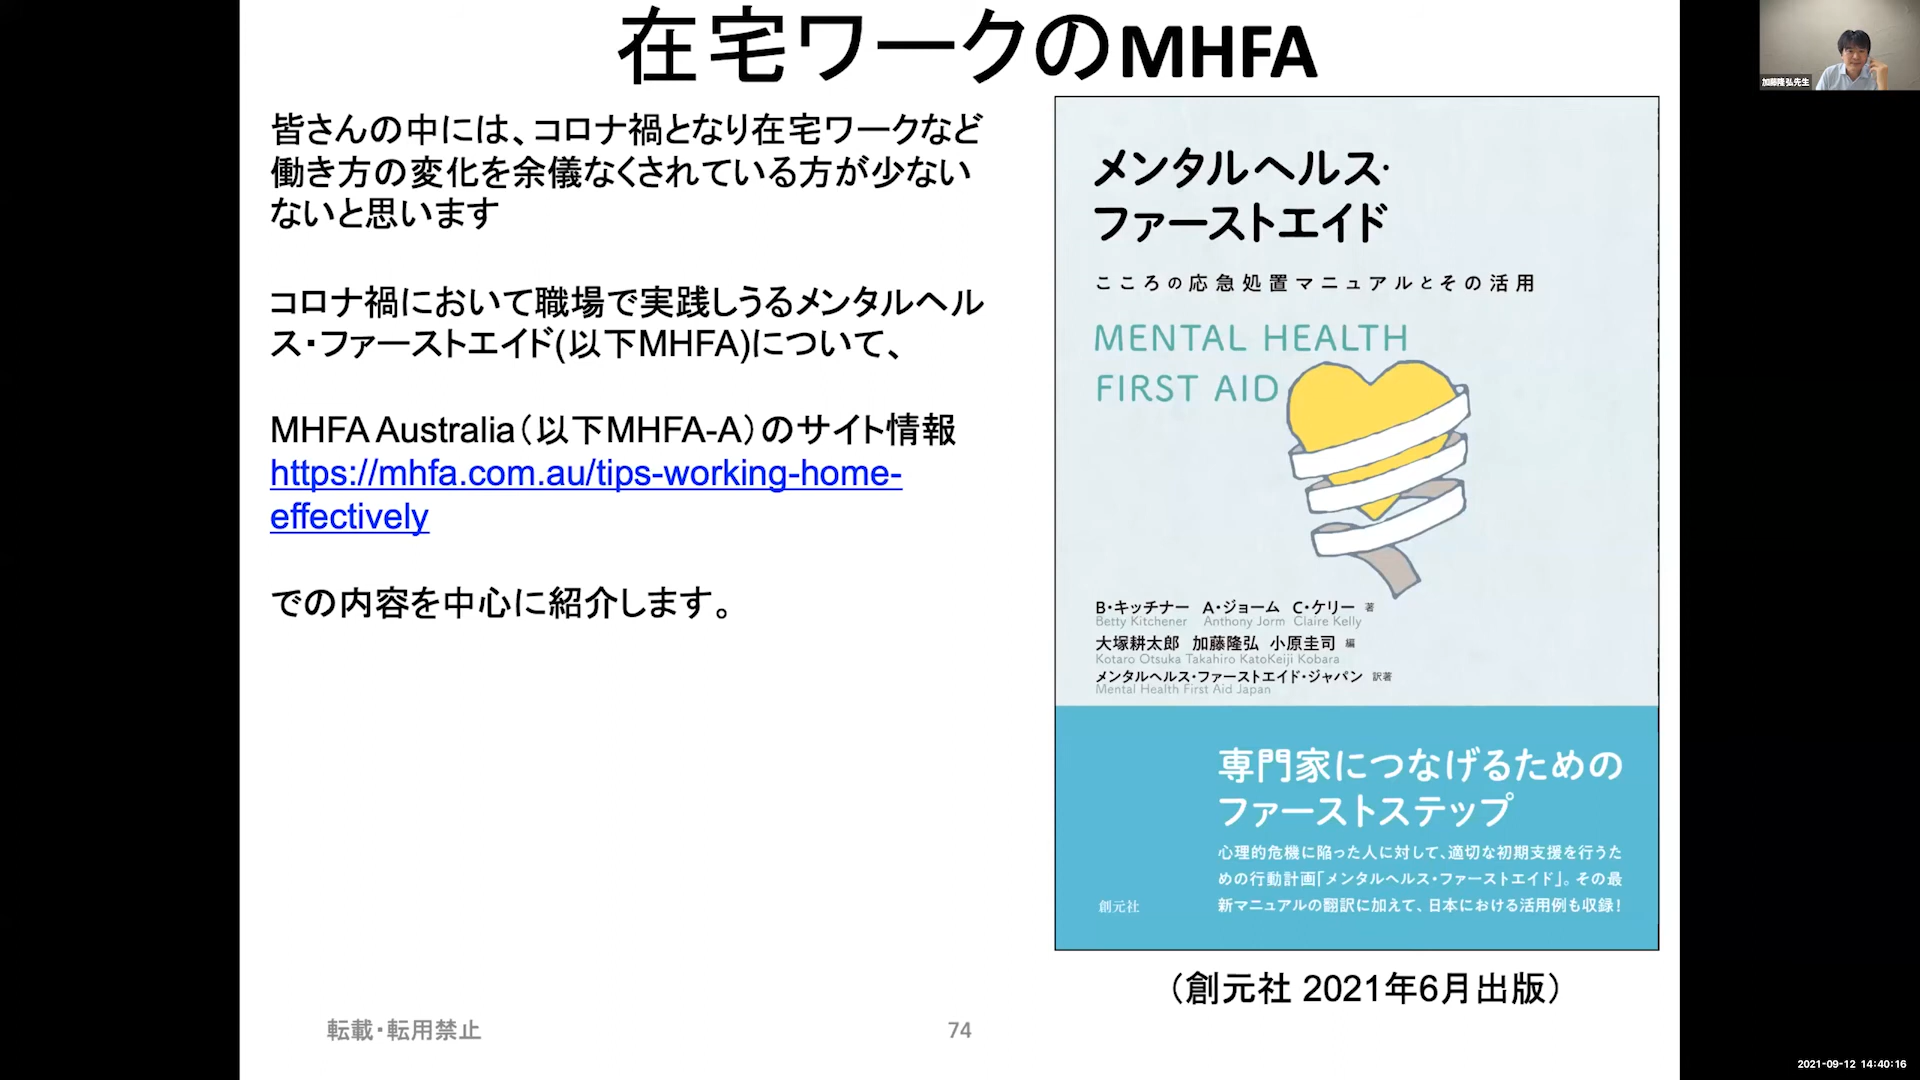 在宅ワークのMHFA
皆さんの中には、コロナ禍となり在宅ワークなど
働き方の変化を余儀なくされている方が少ない
ないと思います
コロナ禍において職場で実践しうるメンタルヘル
ス・ファーストエイド(以下MHFA)について、
MHFA Australia（以下MHFA-A）のサイト情報
https://mhfa.com.au/tips-working-home-
effectively
での内容を中心に紹介します。
メンタルヘルス・
ファーストエイド
こころの応急処置マニュアルとその活用
MENTAL HEALTH
FIRST AID
B・キッチナー A・ジョーム C・ケリー 著
Betty Kitchener Anthony Jorm Claire Kelly
大塚耕太郎 加藤隆弘 小原圭司 編
Kotaro Otsuka Takahiro KatoKeiji Kobara
メンタルヘルス・ファーストエイド・ジャパン 訳著
Mental Health First Aid Japan
専門家につなげるための
ファーストステップ
心理的危機に陥った人に対して、適切な初期支援を行うた
めの行動計画「メンタルヘルス・ファーストエイド」。その最
新マニュアルの翻訳に加えて、日本における活用例も収録！
創元社
（創元社 2021年6月出版）
転載・転用禁止
74
加藤隆弘先生
2021-09-12 14:40:16